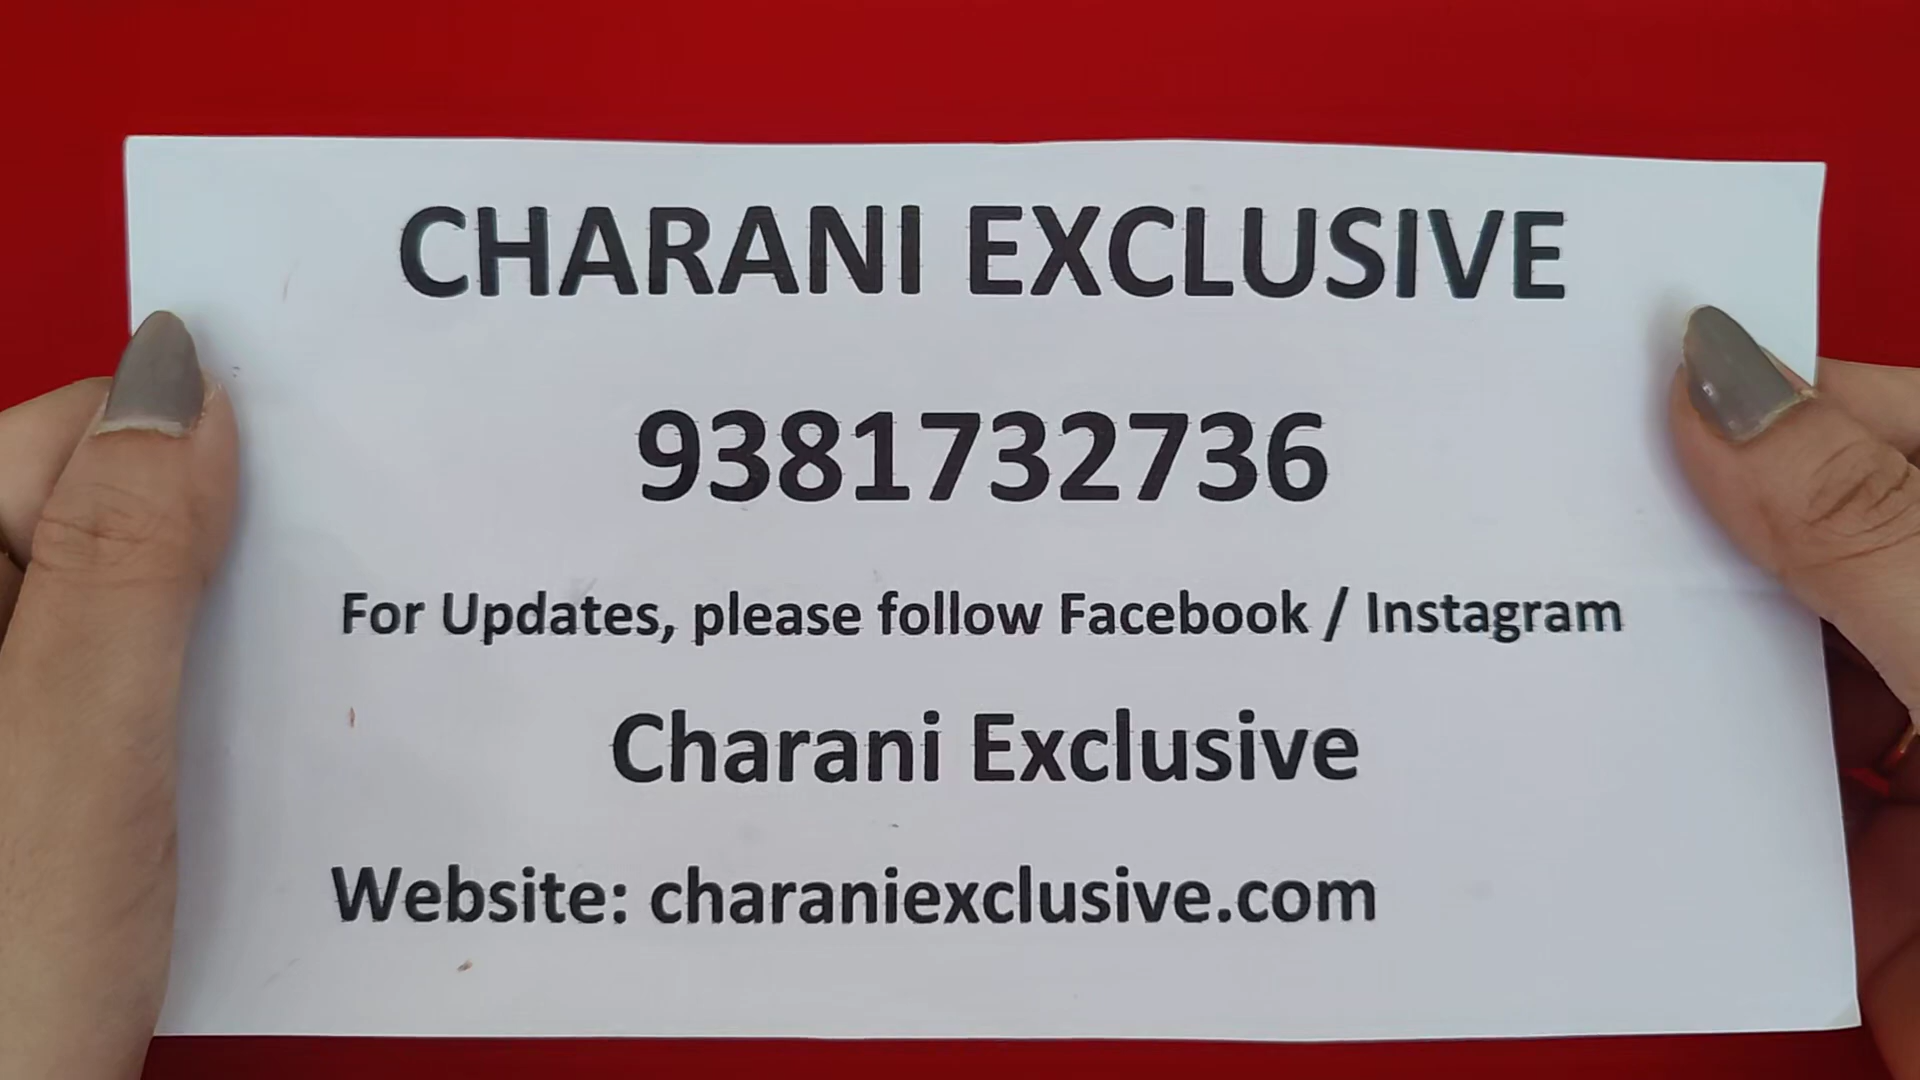 CHARANI EXCLUSIVE
9381732736
For Updates, please follow Facebook / Instagram
Charani Exclusive
Website: charaniexclusive.com